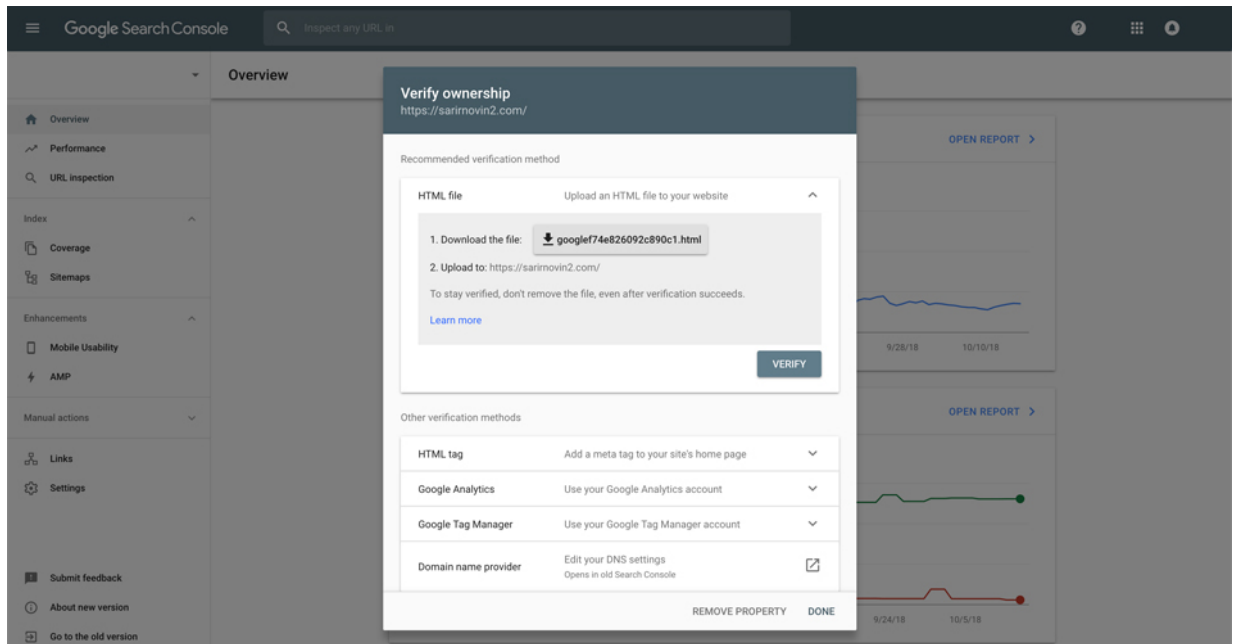 Google Search Console
Inspect any URL in
Overview
Overview
Performance
URL inspection
Index
Coverage
Sitemaps
Enhancements
Mobile Usability
AMP
Manual actions
Links
Settings
Submit feedback
About new version
Go to the old version
Verify ownership
https://sarirnovin2.com/
Recommended verification method
HTML file Upload an HTML file to your website
1. Download the file: googlef74e826092c890c1.html
2. Upload to: https://sarirnovin2.com/
To stay verified, don't remove the file, even after verification succeeds.
Learn more
VERIFY
Other verification methods
HTML tag Add a meta tag to your site's home page
Google Analytics Use your Google Analytics account
Google Tag Manager Use your Google Tag Manager account
Domain name provider Edit your DNS settings
Opens in old Search Console
REMOVE PROPERTY DONE
OPEN REPORT
9/28/18 10/10/18
OPEN REPORT
9/24/18 10/5/18